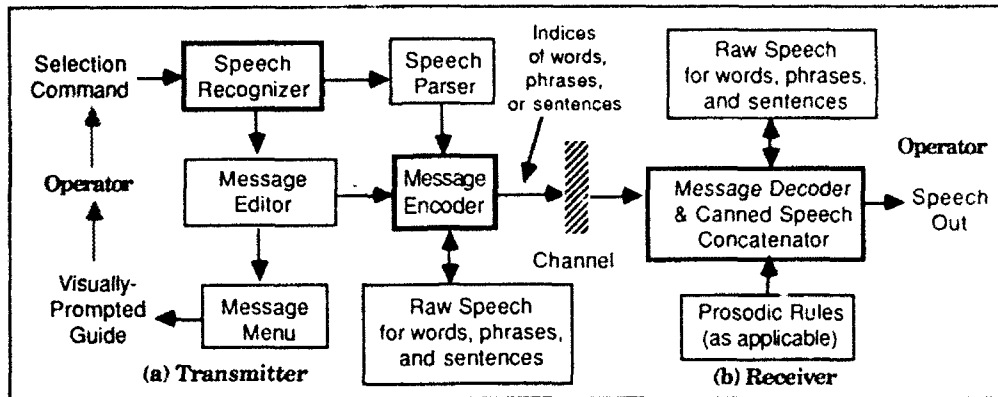 Selection
Command
Speech
Recognizer
Speech
Parser
Indices
of words,
phrases,
or sentences
Raw Speech
for words, phrases,
and sentences
Operator
Message
Editor
Message
Encoder
Channel
Message Decoder
& Canned Speech
Concatenator
Operator
Speech
Out
Visually-
Prompted
Guide
Message
Menu
Raw Speech
for words, phrases,
and sentences
Prosodic Rules
(as applicable)
(a) Transmitter
(b) Receiver